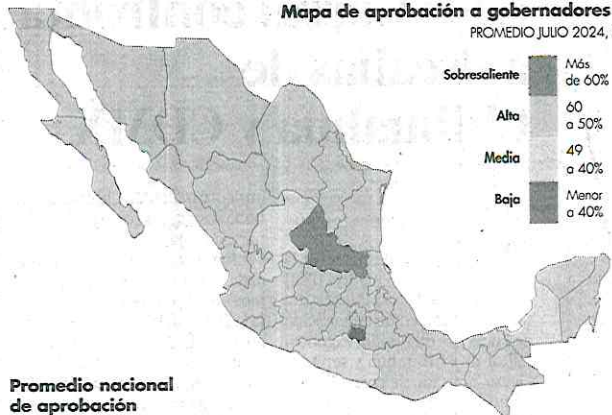 Mapa de aprobación a gobernadores
PROMEDIO JULIO 2024,
Sobresaliente Más de 60%
Alta 60 a 50%
Media 49 a 40%
Baja Menor a 40%
Promedio nacional
de aprobación